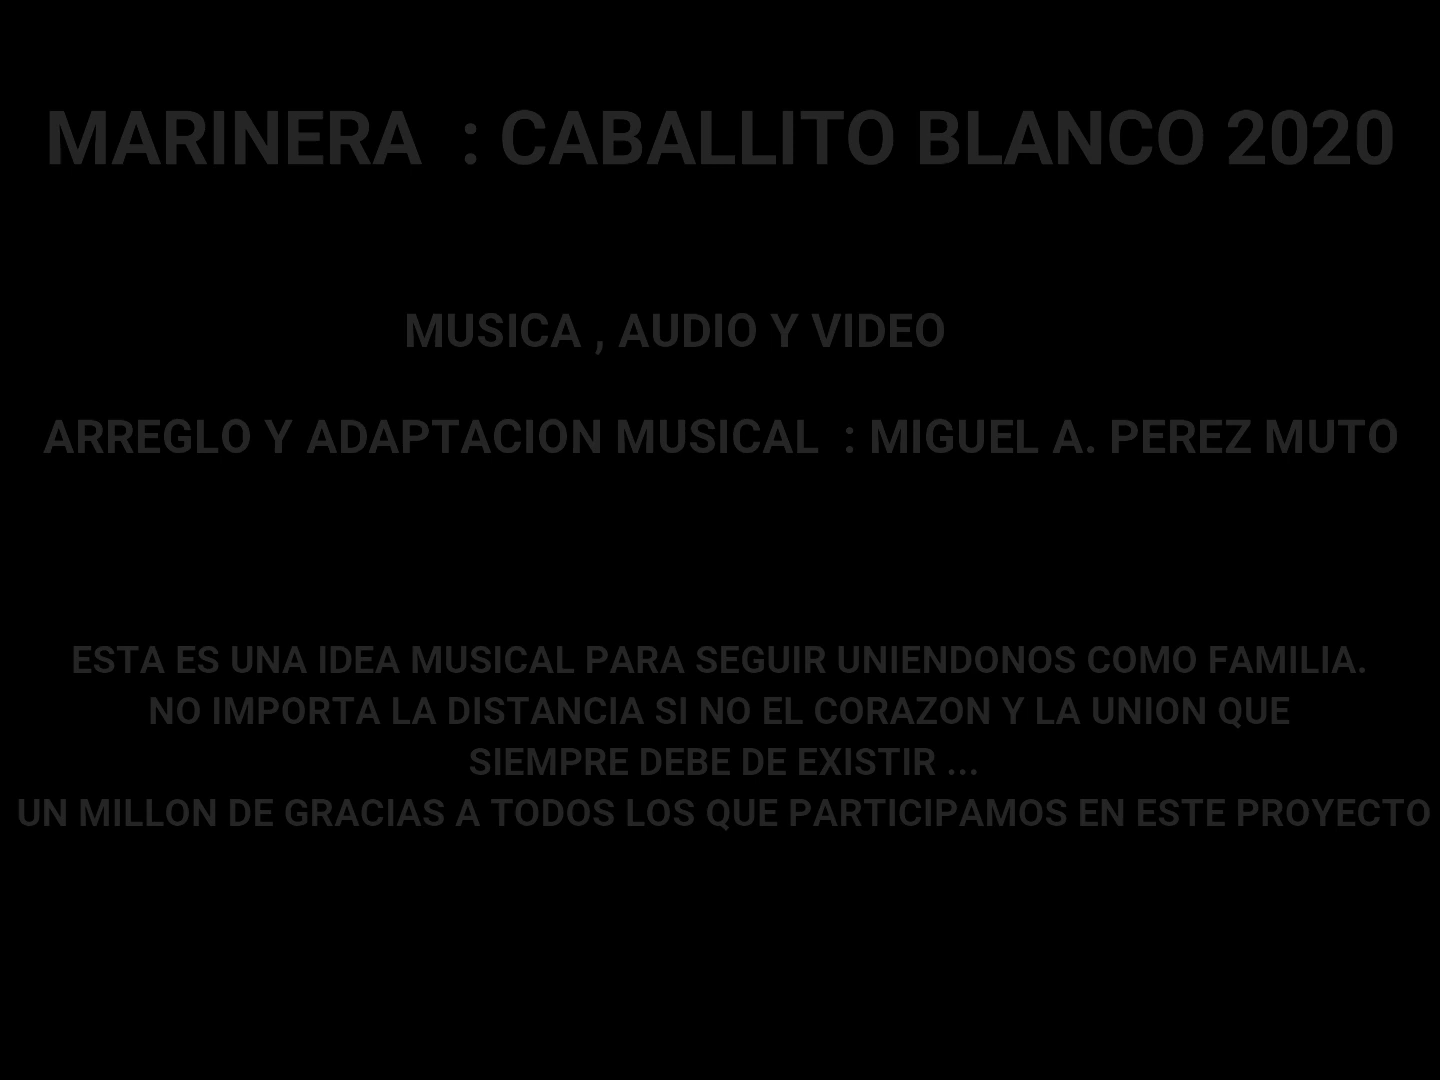 MARINERA  : CABALLITO BLANCO 2020
MUSICA , AUDIO Y VIDEO
ARREGLO Y ADAPTACION MUSICAL  : MIGUEL A. PEREZ MUTO
ESTA ES UNA IDEA MUSICAL PARA SEGUIR UNIENDONOS COMO FAMILIA.
NO IMPORTA LA DISTANCIA SI NO EL CORAZON Y LA UNION QUE
SIEMPRE DEBE DE EXISTIR ...
UN MILLON DE GRACIAS A TODOS LOS QUE PARTICIPAMOS EN ESTE PROYECTO